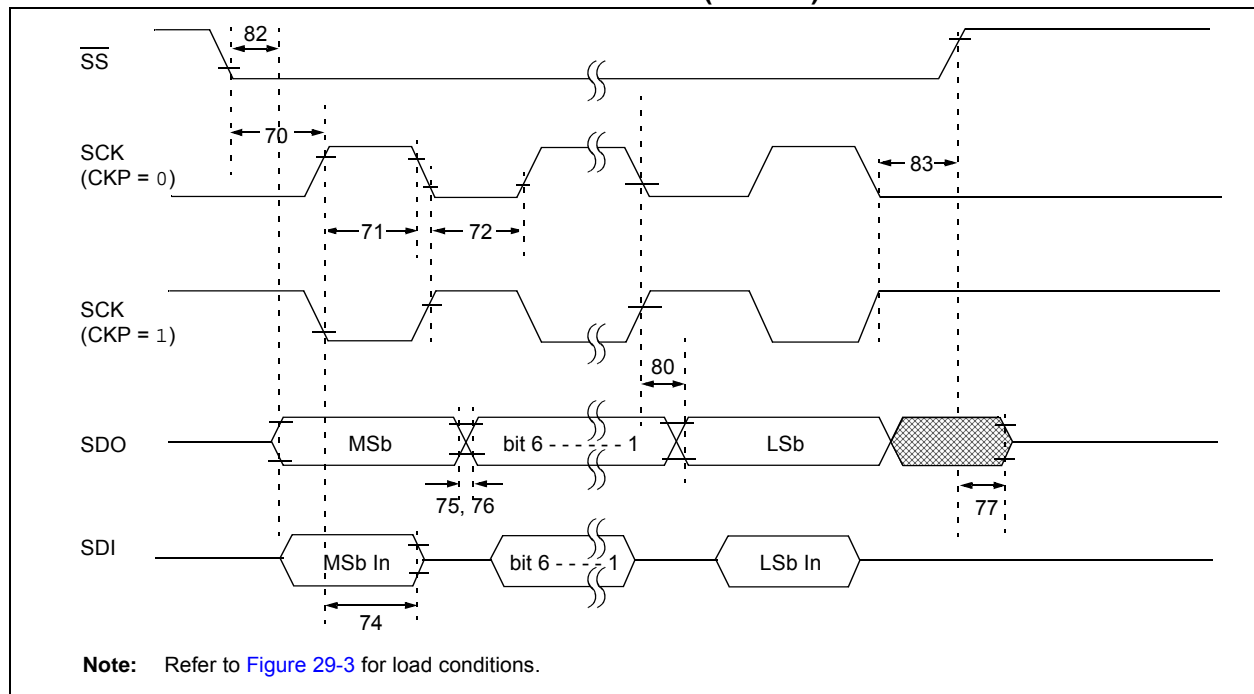 82
SS
70
SCK
(CKP = 0)
83
71
72
SCK
(CKP = 1)
80
SDO
MSb
bit 6 - - - - - - 1
LSb
75, 76
77
SDI
MSb In
bit 6 - - - - 1
LSb In
74
Note: Refer to Figure 29-3 for load conditions.